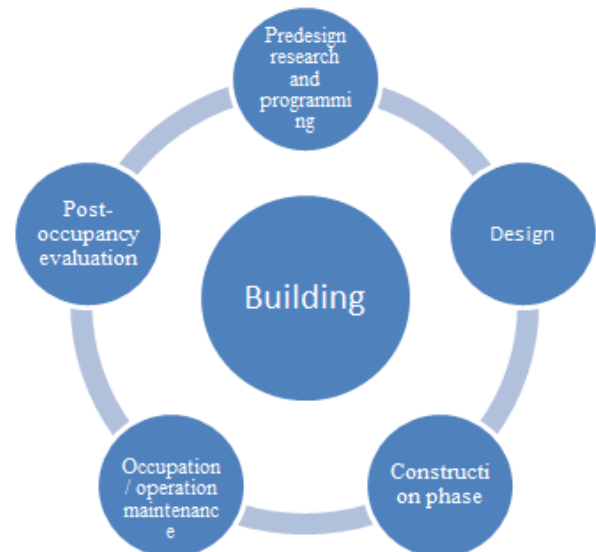 Predesign
research
and
programmi
ng
Design
Constructi
on phase
Occupation
/ operation
maintenanc
e
Post-
occupancy
evaluation
Building